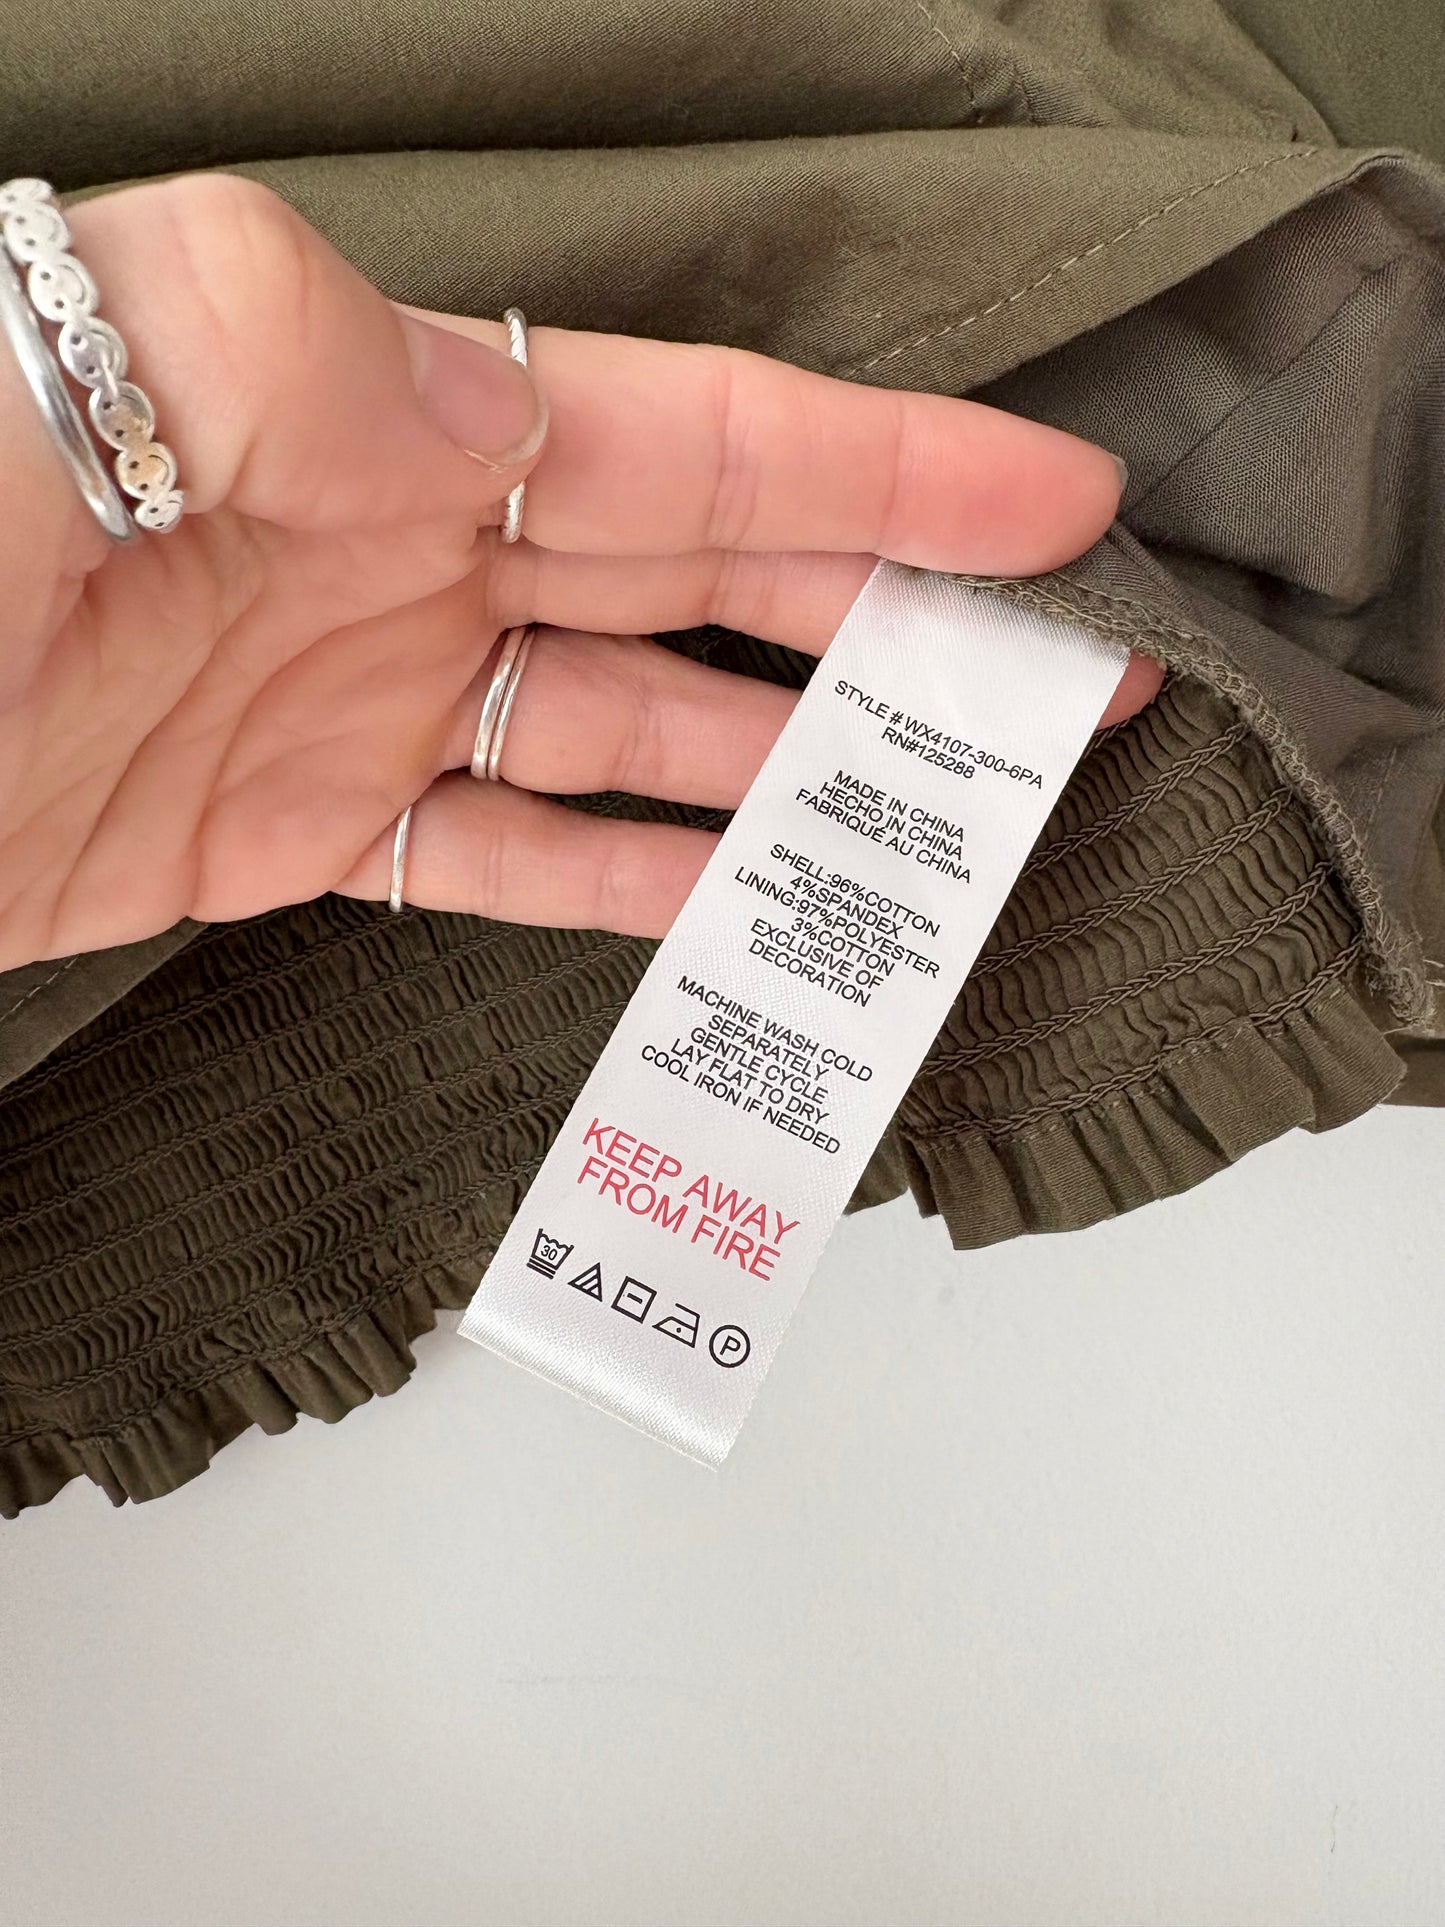 STYLE # WX4107-300-6PA
RN#125288
MADE IN CHINA
HECHO IN CHINA
FABRIQUÉ AU CHINA
SHELL:96%COTTON
4%SPANDEX
LINING:97%POLYESTER
3%COTTON
EXCLUSIVE OF
DECORATION
MACHINE WASH COLD
SEPARATELY,
GENTLE CYCLE
LAY FLAT TO DRY
COOL IRON IF NEEDED
KEEP AWAY
FROM FIRE
30
P